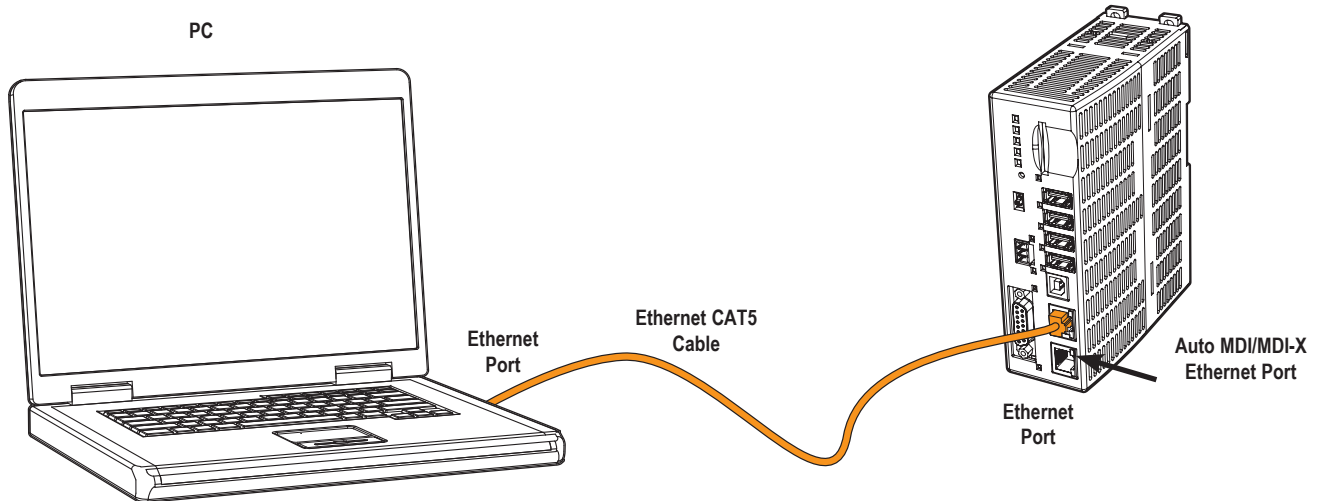 PC
Ethernet
Port
Ethernet CAT5
Cable
Auto MDI/MDI-X
Ethernet Port
Ethernet
Port